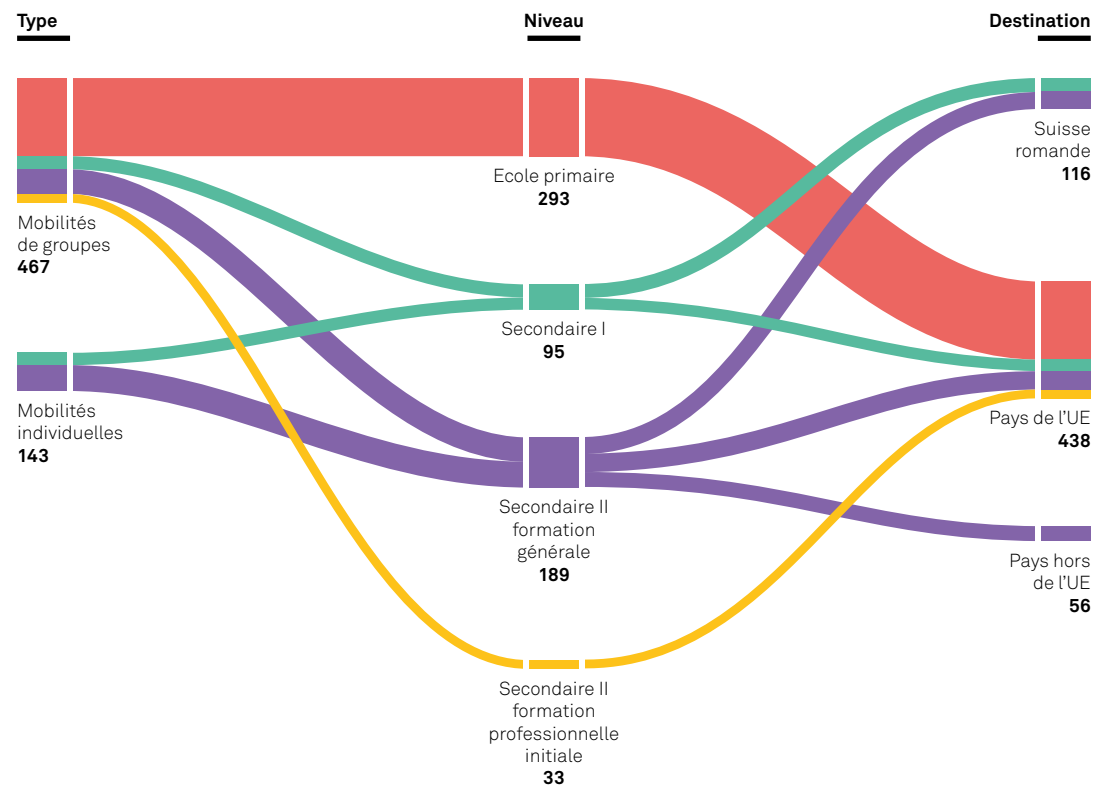 Type
Niveau
Destination
Mobilités
de groupes
467
Mobilités
individuelles
143
Ecole primaire
293
Secondaire I
95
Secondaire II
formation
générale
189
Secondaire II
formation
professionnelle
initiale
33
Suisse
romande
116
Pays de l’UE
438
Pays hors
de l’UE
56